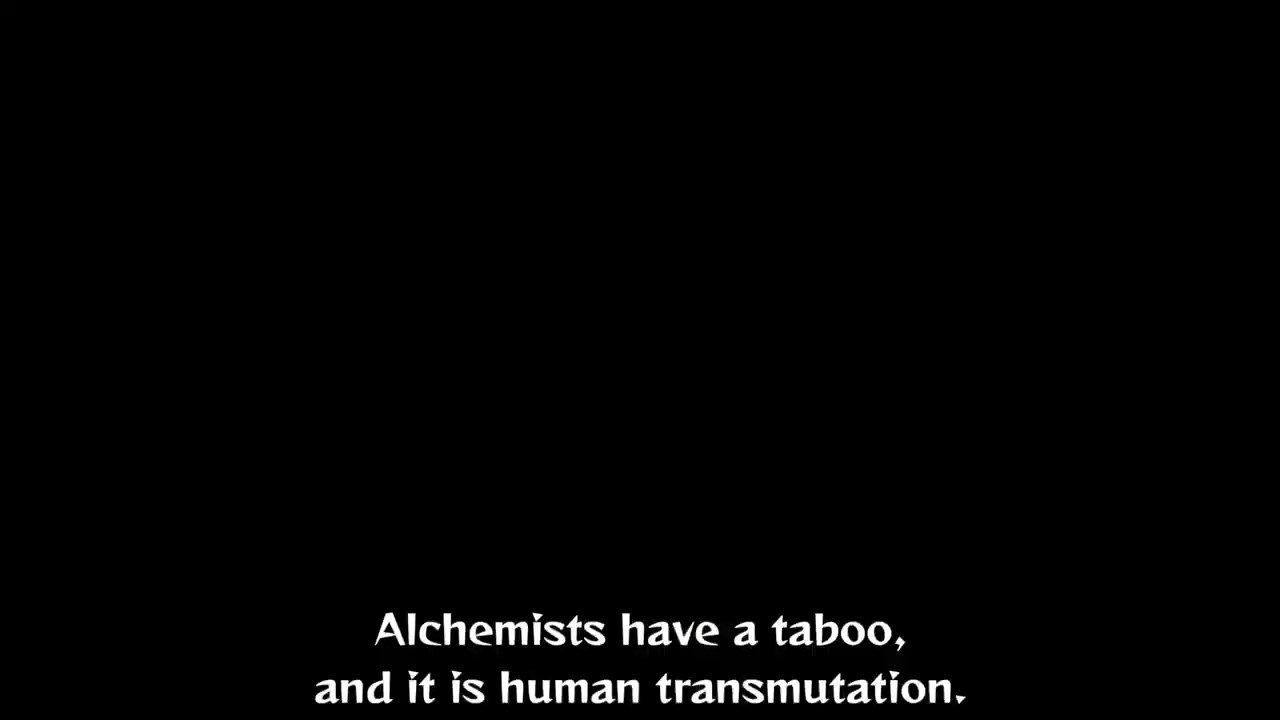 Alchemists have a taboo,
and it is human transmutation.